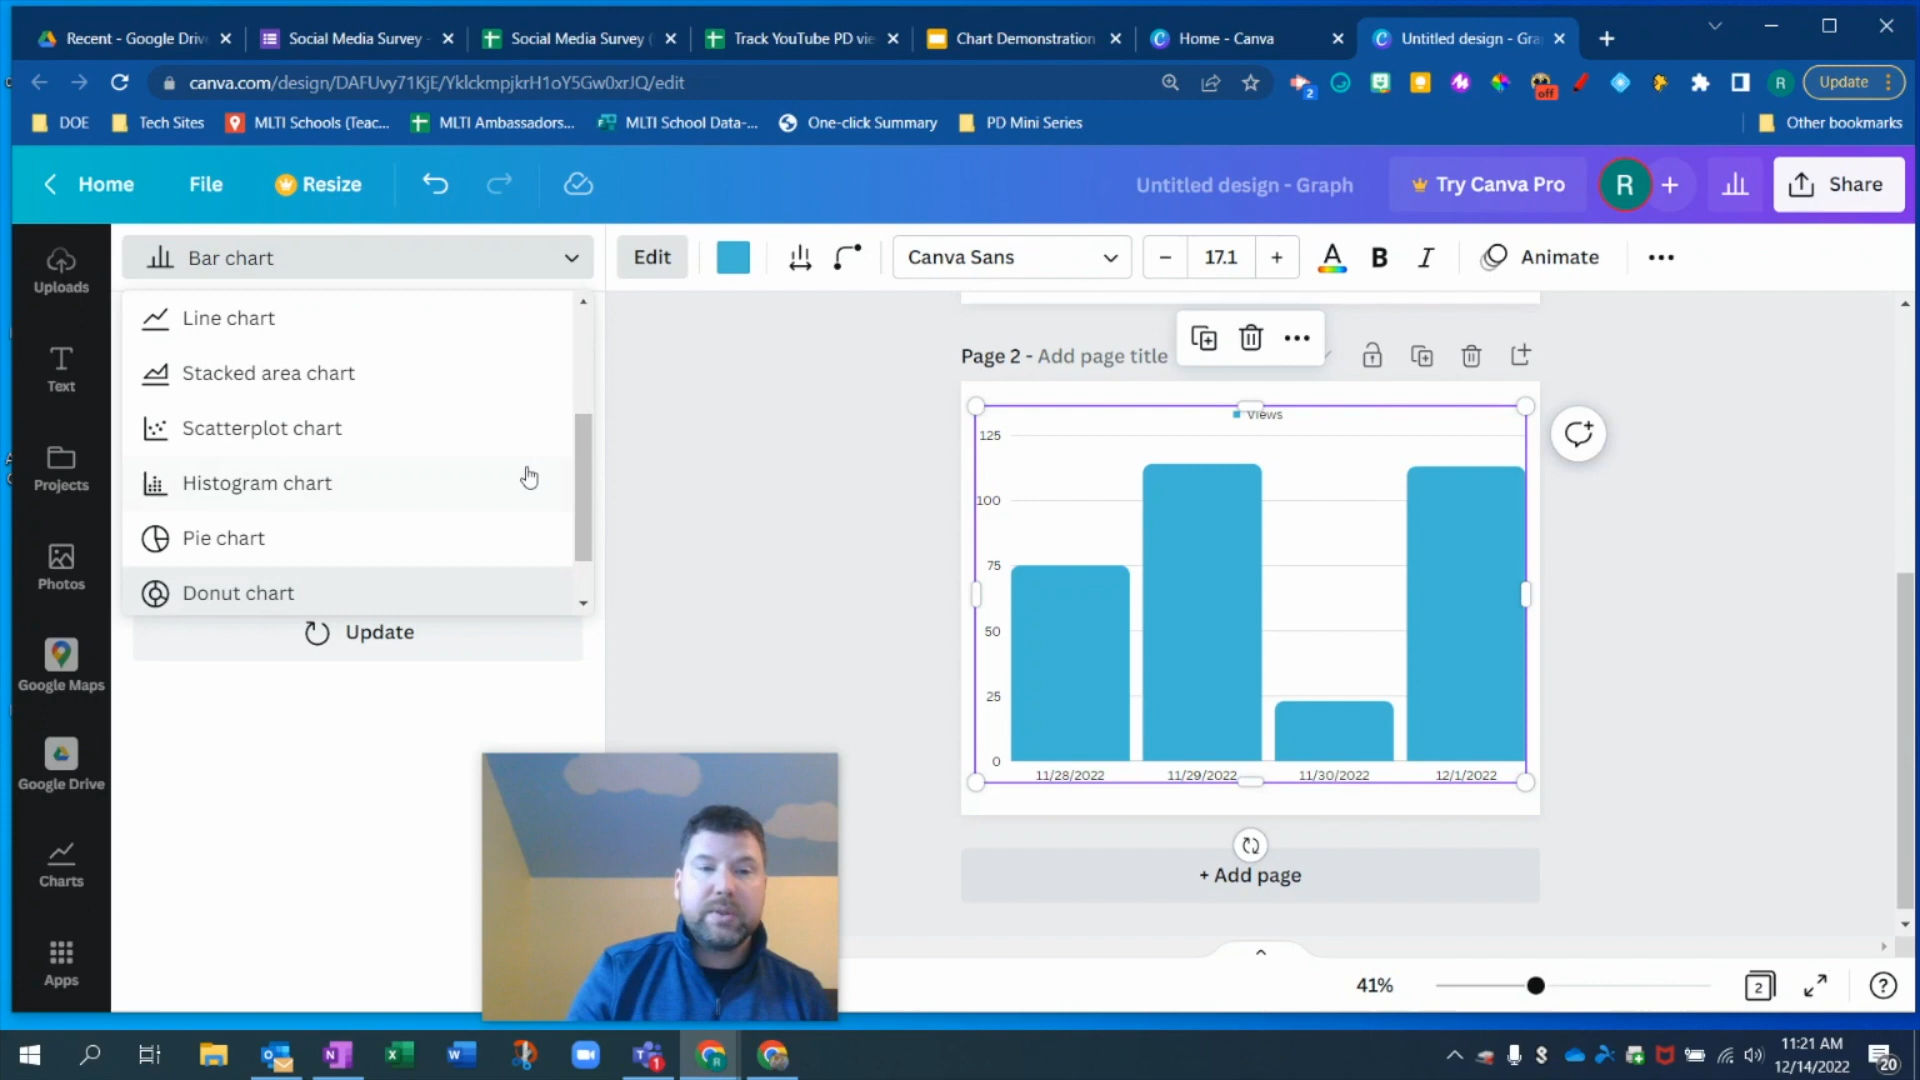 Recent - Google Driv
Social Media Survey -
Social Media Survey (
Track YouTube PD vie
Chart Demonstration
Home - Canva
Untitled design - Gra
canva.com/design/DAFUvy71KjE/YklckmpjkrH1oY5Gw0xrJQ/edit
2
off
R
Update
DOE
Tech Sites
MLTI Schools (Teac...
MLTI Ambassadors...
MLTI School Data-...
One-click Summary
PD Mini Series
Other bookmarks
Home
File
Resize
Untitled design - Graph
Try Canva Pro
R
Share
Uploads
Text
Projects
Photos
Google Maps
Google Drive
Charts
Apps
Bar chart
Line chart
Stacked area chart
Scatterplot chart
Histogram chart
Pie chart
Donut chart
Update
Edit
Canva Sans
17.1
Animate
Page 2 - Add page title
Views
125
100
75
50
25
0
11/28/2022
11/29/2022
11/30/2022
12/1/2022
+ Add page
41%
2
11:21 AM
12/14/2022
20
1